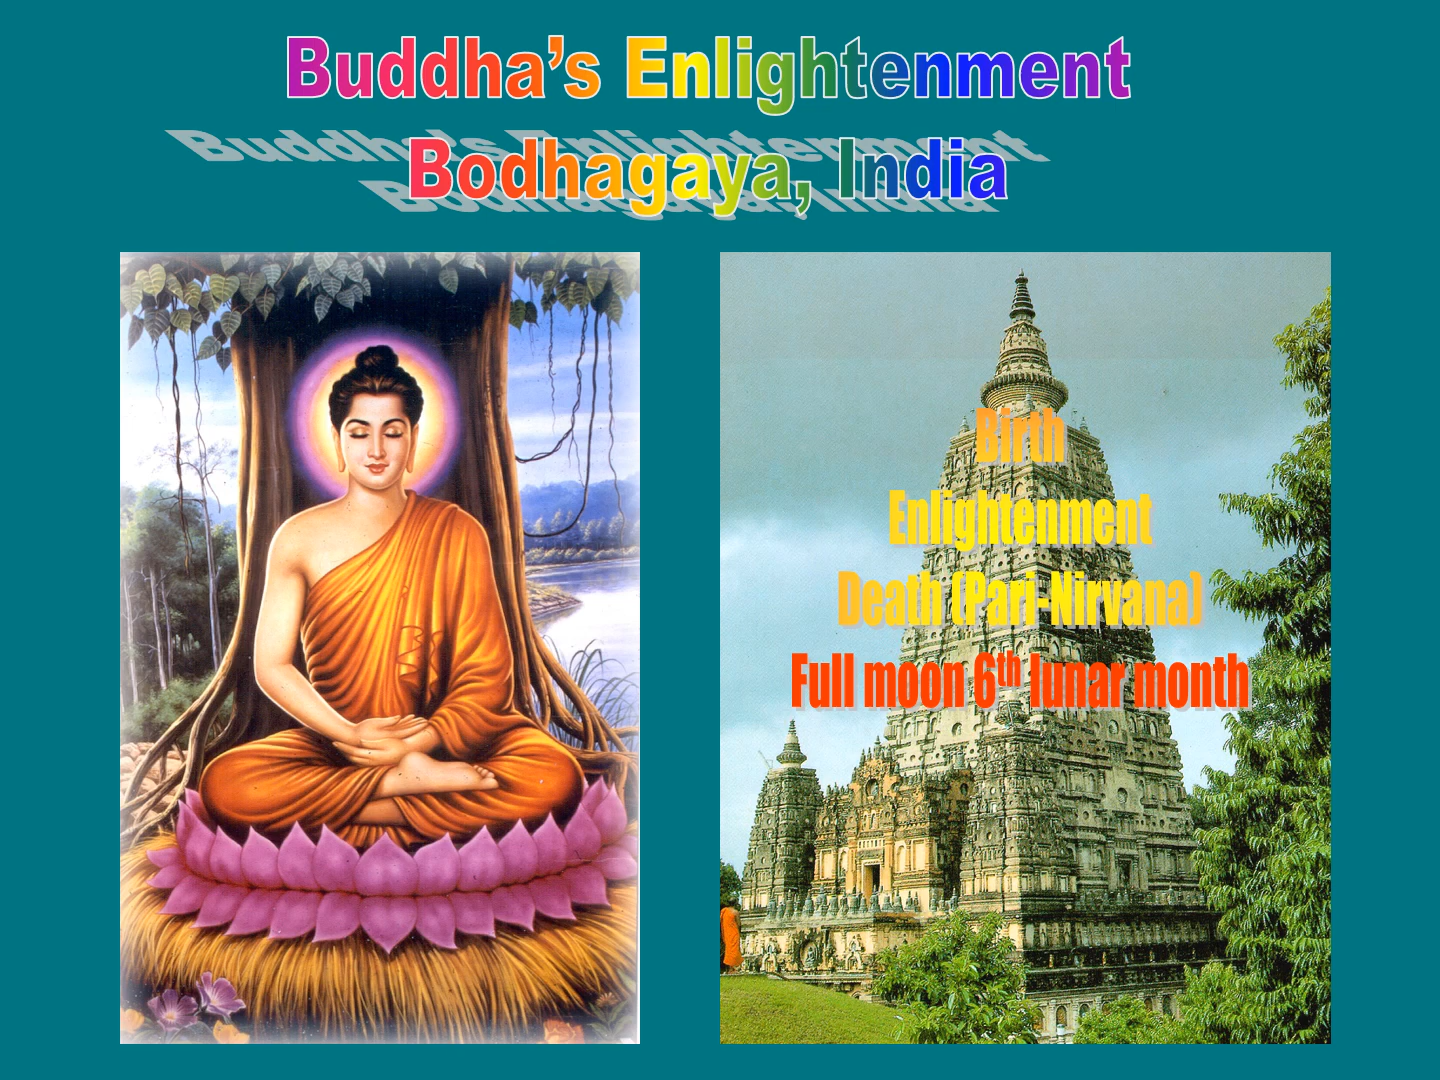 Buddha’s Enlightenment
Bodhagaya, India
Birth
Enlightenment
Death (Pari-Nirvana)
Full moon 6th lunar month